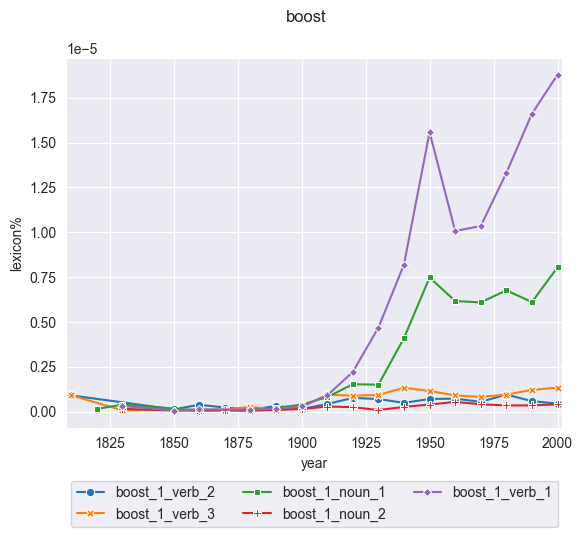 boost
1e−5
1.75
1.50
1.25
1.00
0.75
0.50
0.25
0.00
lexicon%
1825 1850 1875 1900 1925 1950 1975 2000
year
boost_1_verb_2 boost_1_noun_1 boost_1_verb_1
boost_1_verb_3 boost_1_noun_2